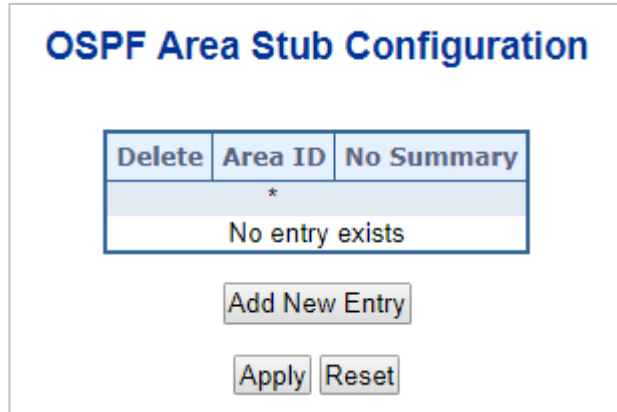 OSPF Area Stub Configuration
Delete Area ID No Summary
*
No entry exists
Add New Entry
Apply Reset